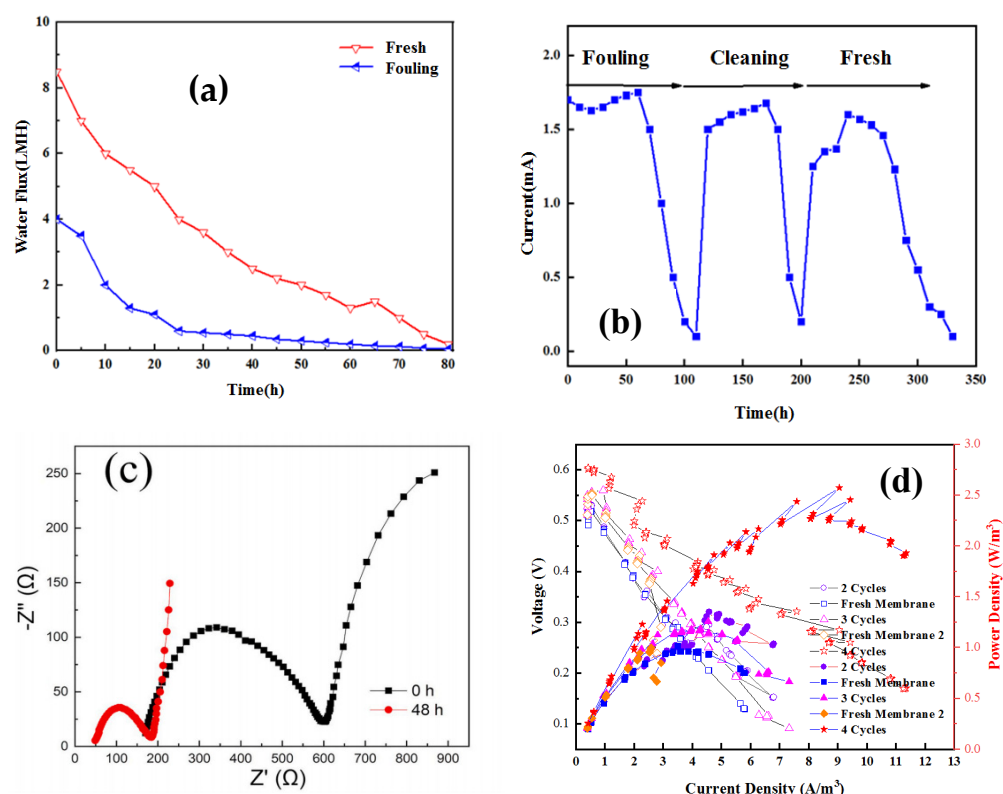 10
8
6
4
2
0
Water Flux(LMH)
Fresh
Fouling
(a)
0 10 20 30 40 50 60 70 80
Time(h)
2.0
1.5
1.0
0.5
0.0
Current(mA)
Fouling Cleaning Fresh
(b)
0 50 100 150 200 250 300 350
Time(h)
250
200
150
100
50
0
-Z" (Ω)
(c)
0 h
48 h
0 100 200 300 400 500 600 700 800 900
Z' (Ω)
0.6
0.5
0.4
0.3
0.2
0.1
Voltage (V)
(d)
2 Cycles
Fresh Membrane
3 Cycles
Fresh Membrane 2
4 Cycles
2 Cycles
Fresh Membrane
3 Cycles
Fresh Membrane 2
4 Cycles
3.0
2.5
2.0
1.5
1.0
0.5
0.0
Power Density (W/m³)
0 1 2 3 4 5 6 7 8 9 10 11 12 13
Current Density (A/m³)